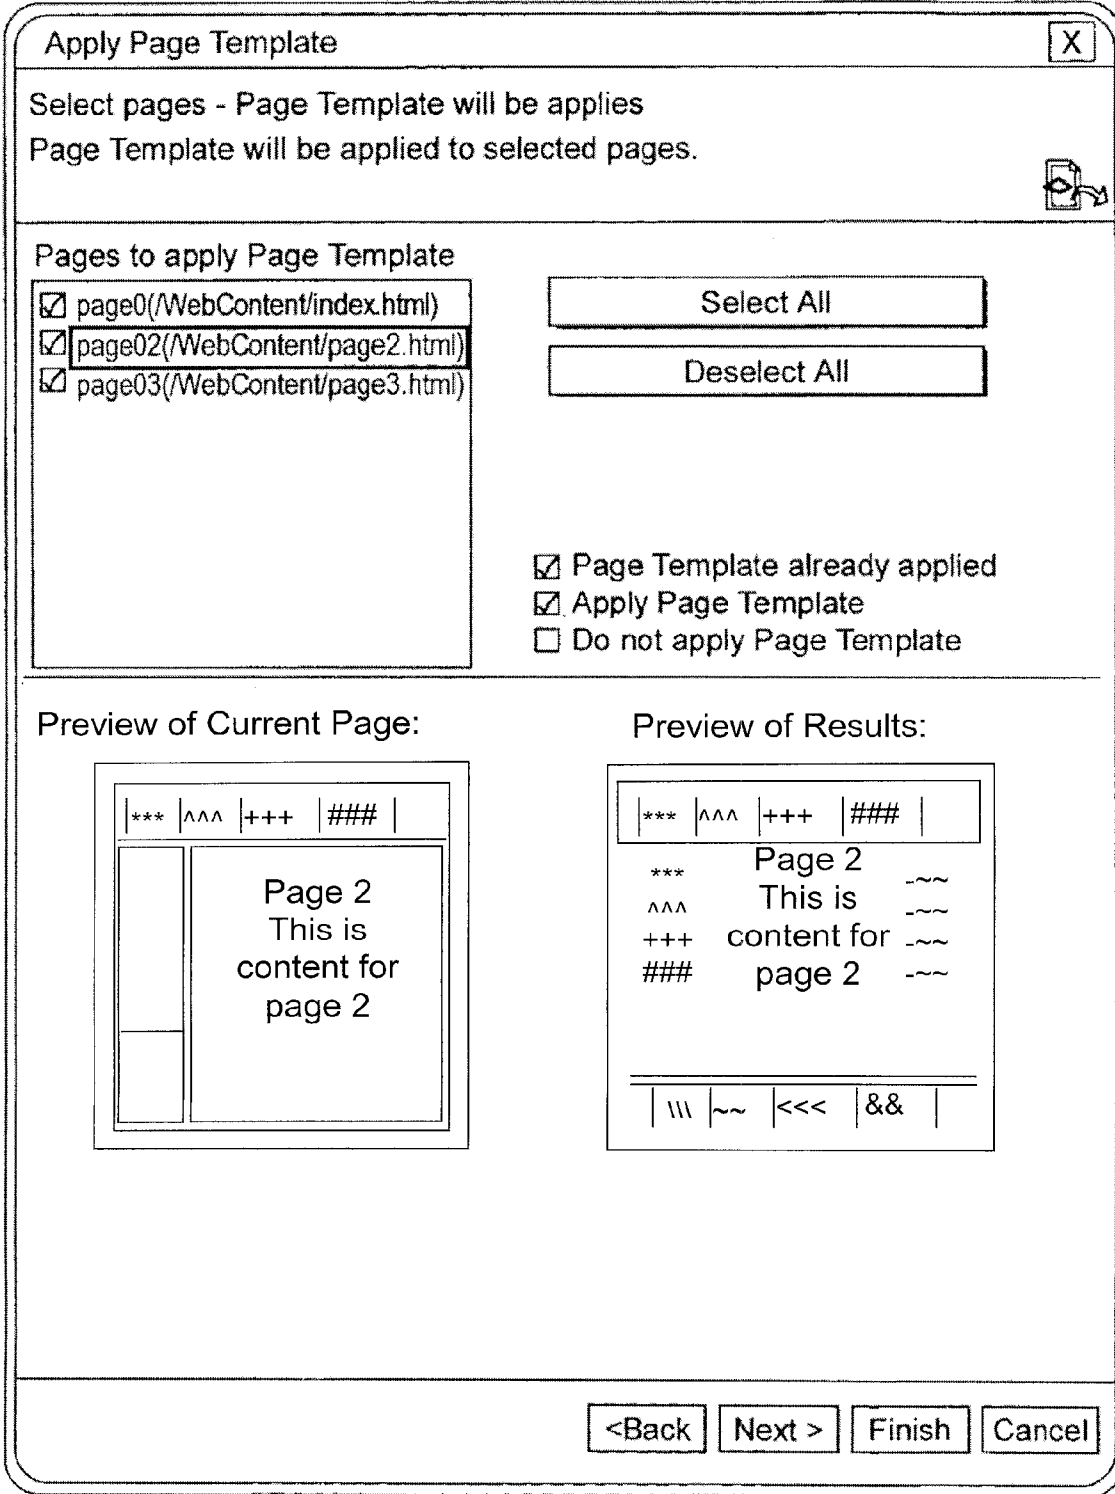 Apply Page Template
X
Select pages - Page Template will be applies
Page Template will be applied to selected pages.
Pages to apply Page Template
page0(/WebContent/index.html)
page02(/WebContent/page2.html)
page03(/WebContent/page3.html)
Select All
Deselect All
Page Template already applied
Apply Page Template
Do not apply Page Template
Preview of Current Page:
*** ^^^ +++ ###
Page 2
This is
content for
page 2
Preview of Results:
*** ^^^ +++ ###
*** Page 2 -~~
^^^ This is -~~
+++ content for -~~
### page 2 -~~
\\\ ~~ <<< &&
<Back
Next >
Finish
Cancel